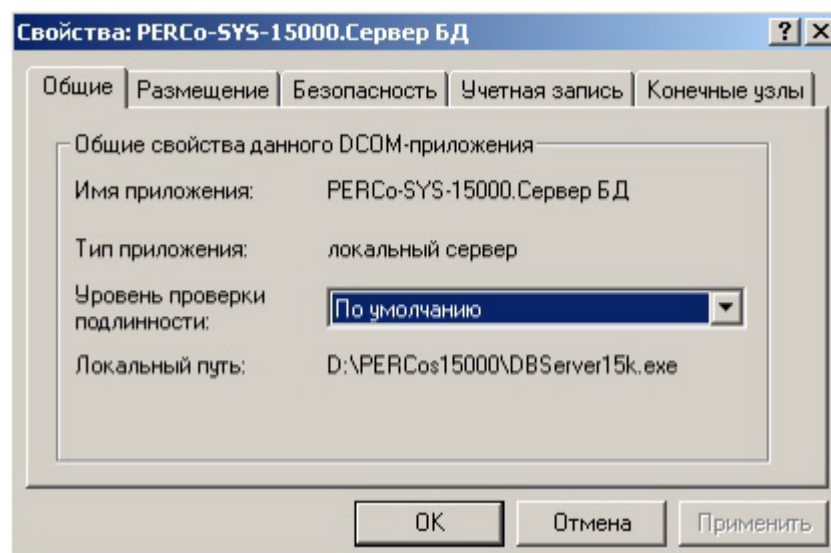 Свойства: PERCo-SYS-15000.Сервер БД
Общие Размещение Безопасность Учетная запись Конечные узлы
Общие свойства данного DCOM-приложения
Имя приложения: PERCo-SYS-15000.Сервер БД
Тип приложения: локальный сервер
Уровень проверки
подлинности: По умолчанию
Локальный путь: D:\PERCos15000\DBServer15k.exe
OK Отмена Применить